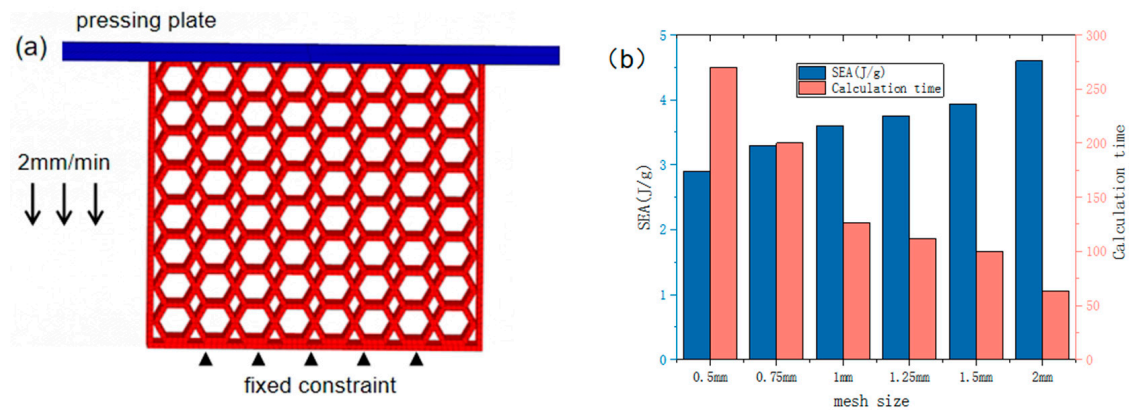 pressing plate
(a)
2mm/min
fixed constraint
(b)
SEA(J/g)
Calculation time
5
4
3
2
1
0
SEA(J/g)
300
250
200
150
100
50
0
Calculation time
0.5mm 0.75mm 1mm 1.25mm 1.5mm 2mm
mesh size